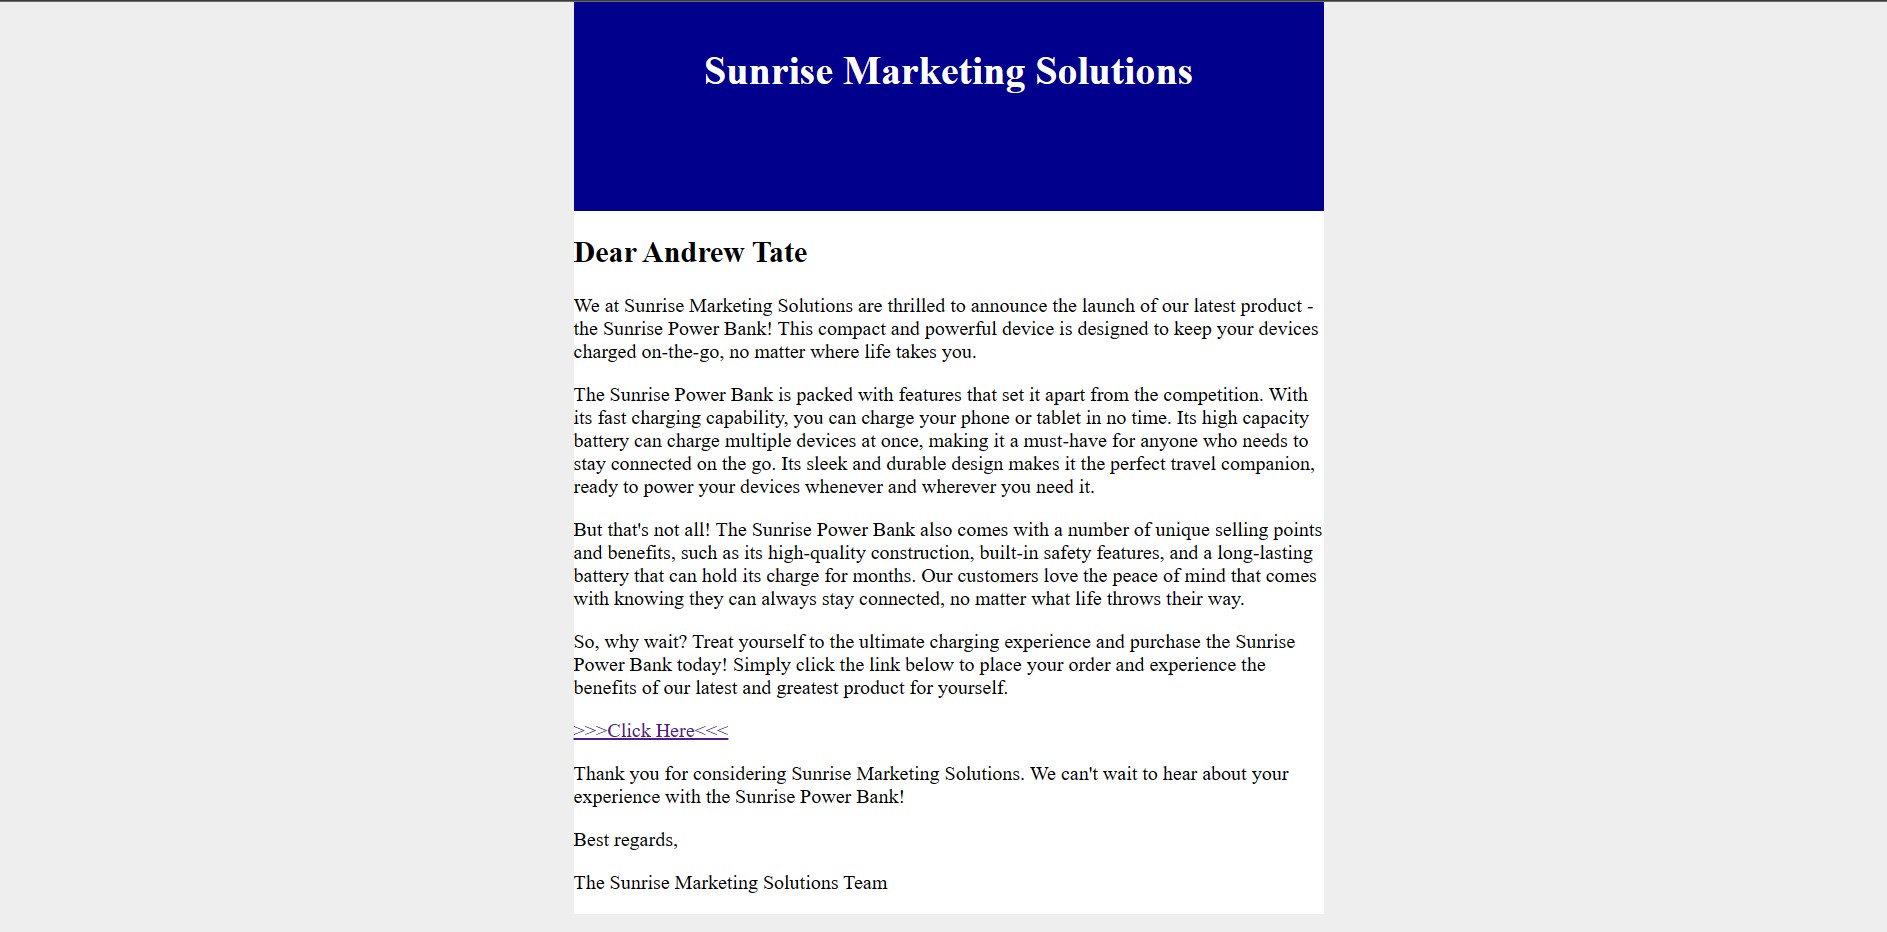 Sunrise Marketing Solutions
Dear Andrew Tate
We at Sunrise Marketing Solutions are thrilled to announce the launch of our latest product -
the Sunrise Power Bank! This compact and powerful device is designed to keep your devices
charged on-the-go, no matter where life takes you.
The Sunrise Power Bank is packed with features that set it apart from the competition. With
its fast charging capability, you can charge your phone or tablet in no time. Its high capacity
battery can charge multiple devices at once, making it a must-have for anyone who needs to
stay connected on the go. Its sleek and durable design makes it the perfect travel companion,
ready to power your devices whenever and wherever you need it.
But that's not all! The Sunrise Power Bank also comes with a number of unique selling points
and benefits, such as its high-quality construction, built-in safety features, and a long-lasting
battery that can hold its charge for months. Our customers love the peace of mind that comes
with knowing they can always stay connected, no matter what life throws their way.
So, why wait? Treat yourself to the ultimate charging experience and purchase the Sunrise
Power Bank today! Simply click the link below to place your order and experience the
benefits of our latest and greatest product for yourself.
>>>Click Here<<<
Thank you for considering Sunrise Marketing Solutions. We can't wait to hear about your
experience with the Sunrise Power Bank!
Best regards,
The Sunrise Marketing Solutions Team